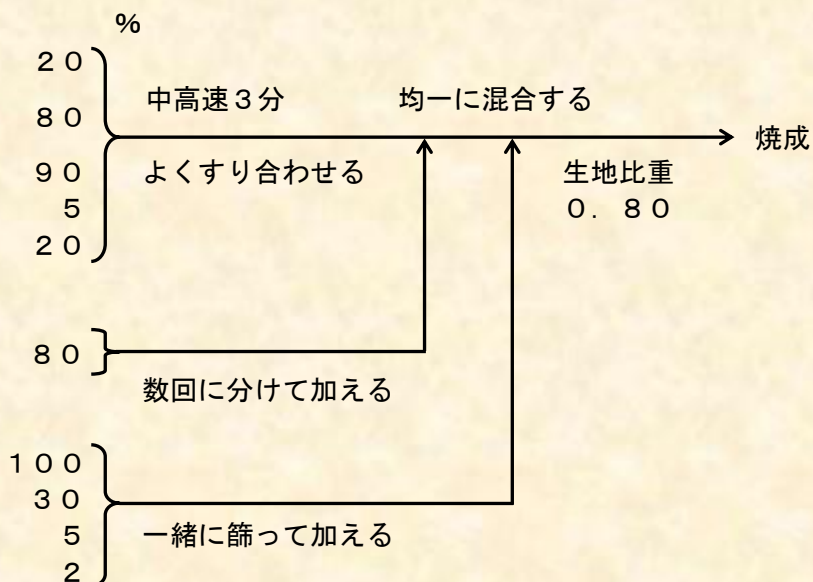 %
20
80
90
5
20
中高速3分
均一に混合する
焼成
よくすり合わせる
生地比重
0.80
80
数回に分けて加える
100
30
5
2
一緒に篩って加える